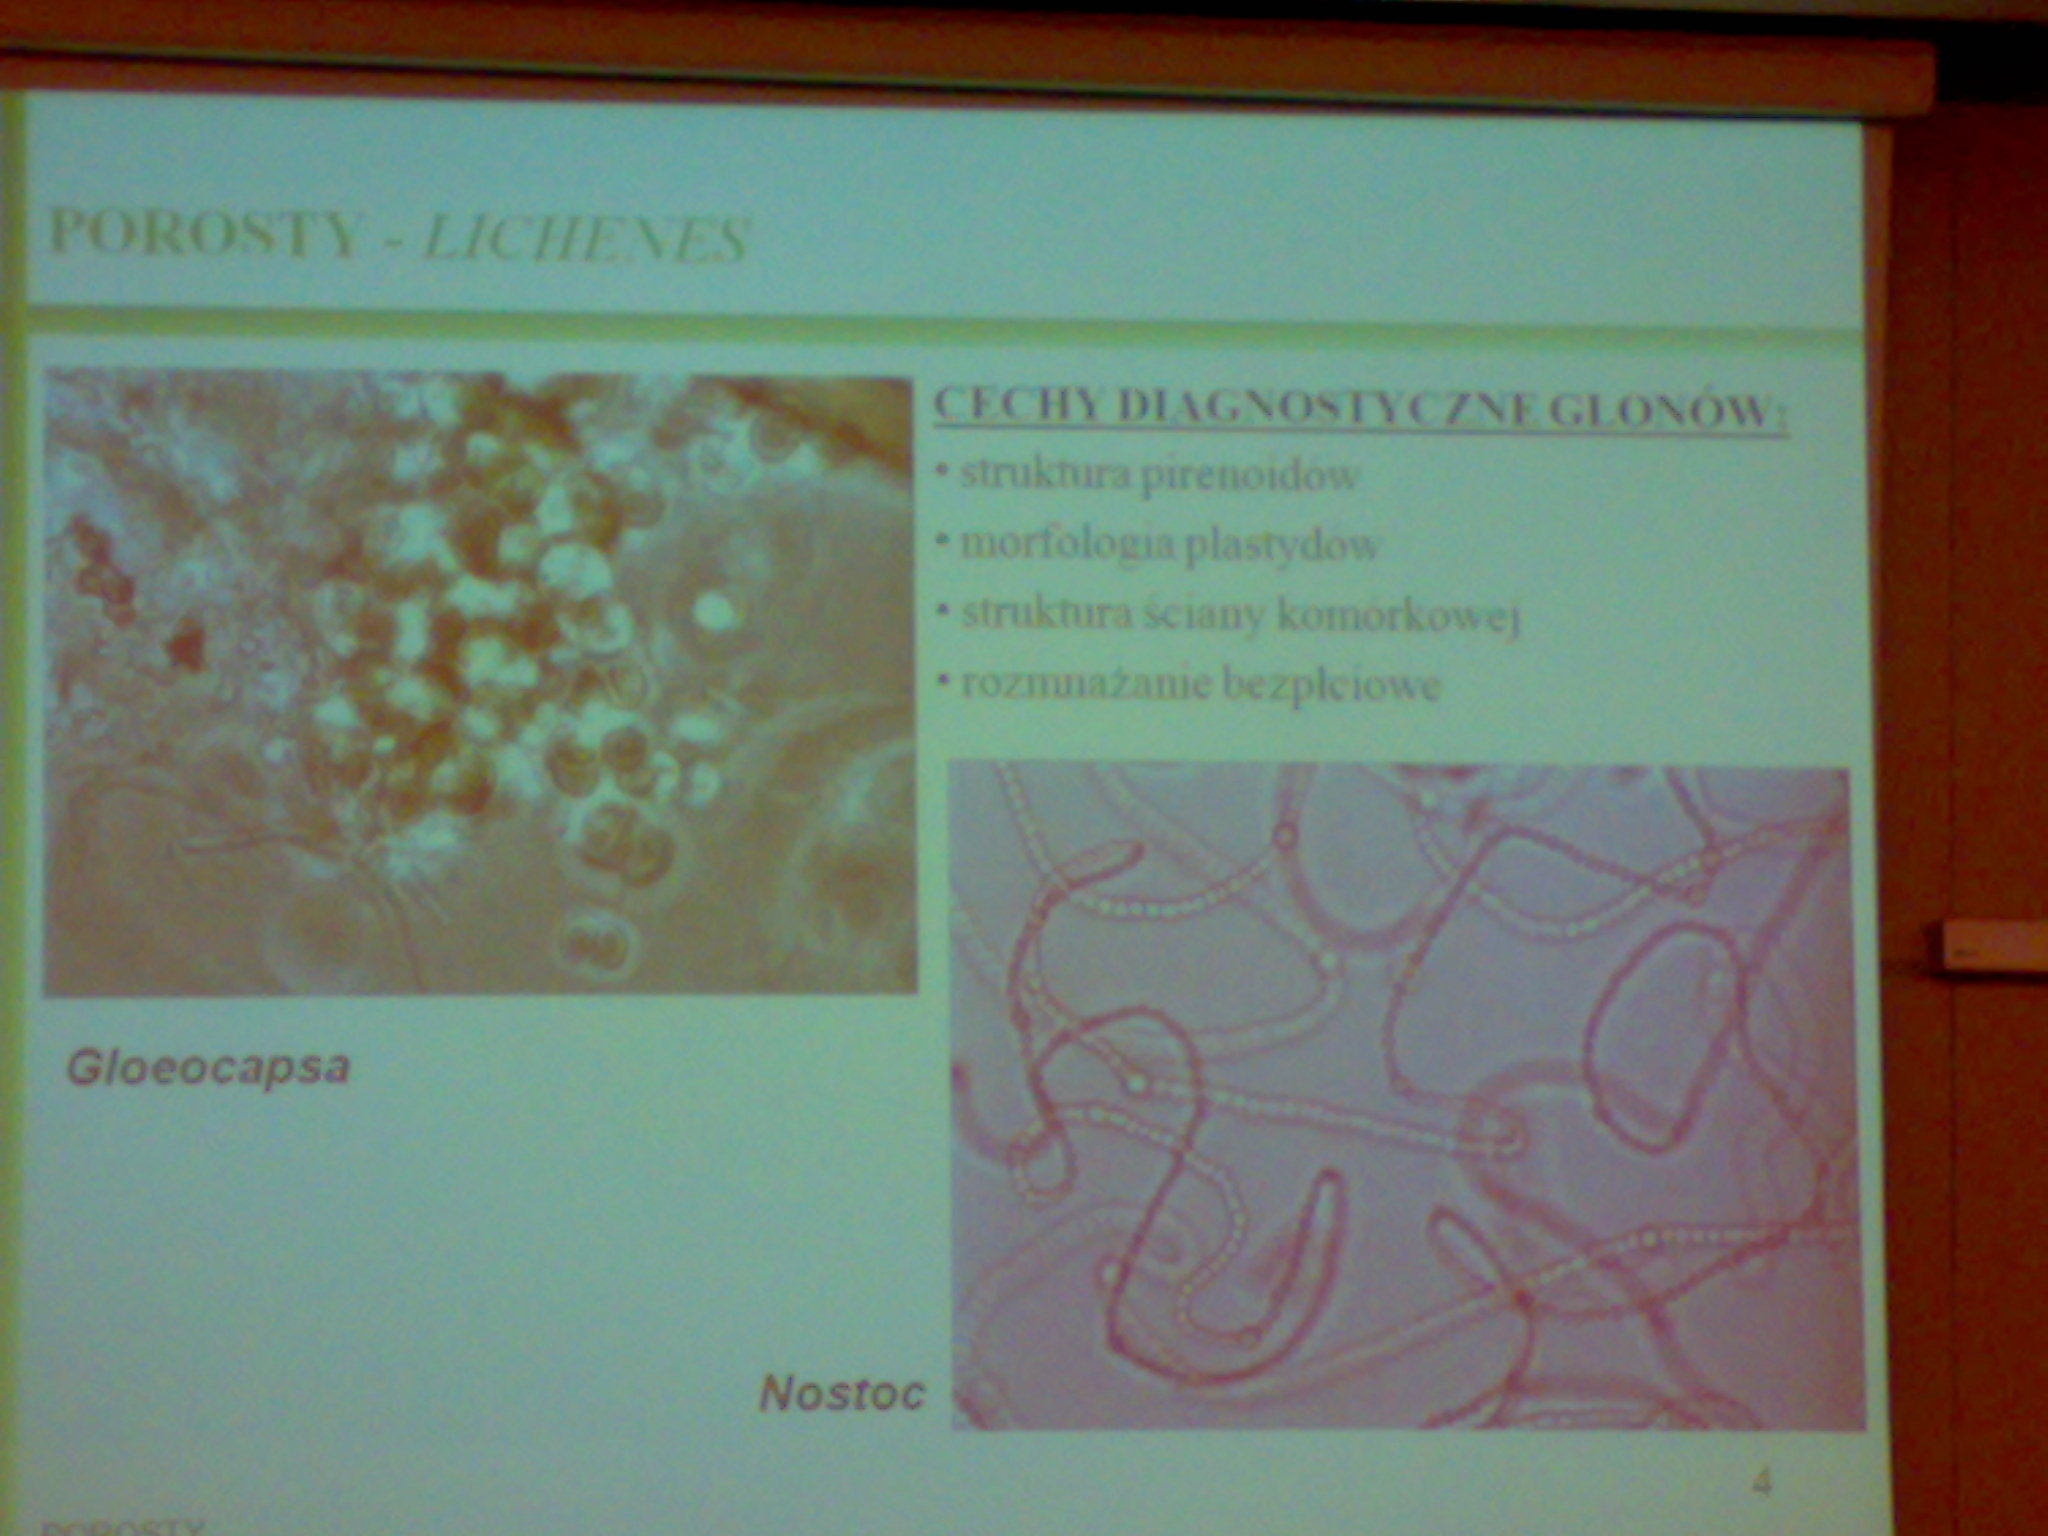 POROSTY - LICHENES
CECHY DIAGNOSTYCZNE GLONÓW:
• struktura pirenoidów
• morfologia plastydów
• struktura ściany komórkowej
• rozmnażanie bezpłciowe
Gloeocapsa
Nostoc
4
POROSTY